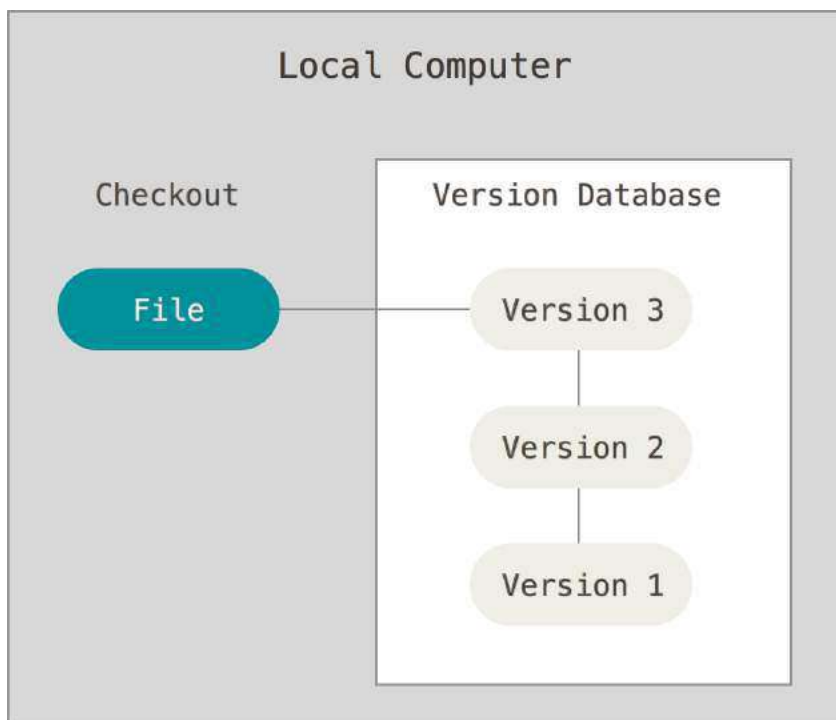 Local Computer
Checkout
Version Database
File
Version 3
Version 2
Version 1